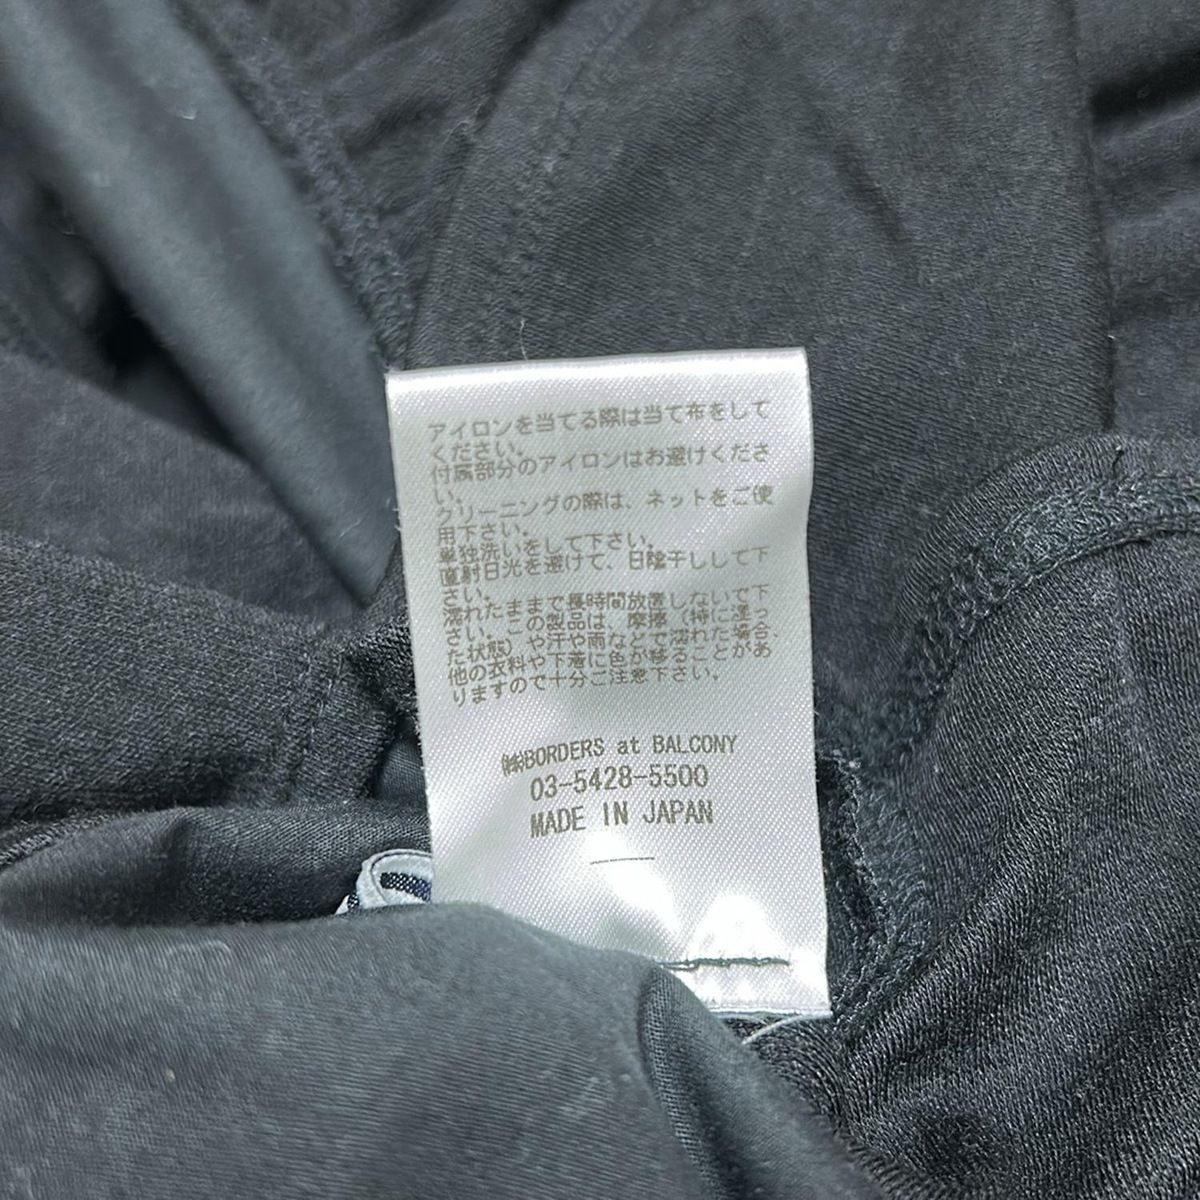 アイロンを当てる際は当て布をして
ください。
付属部分のアイロンはお避けくださ
い。
クリーニングの際は、ネットをご使
用下さい。
単独洗いをして下さい。
直射日光を避けて、日陰干しして下
さい。
濡れたままで長時間放置しないで下
さい。この製品は、摩擦（特に湿っ
た状態）や汗や雨などで濡れた場合、
他の衣料や下着に色が移ることがあ
りますので十分ご注意下さい。
㈱BORDERS at BALCONY
03-5428-5500
MADE IN JAPAN